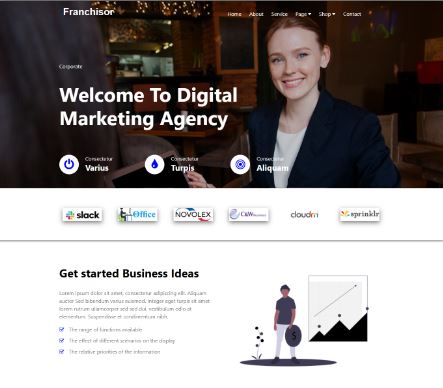 Franchisor
Home About Service Page Shop Contact
Corporate
Welcome To Digital
Marketing Agency
Consectetur
Varius
Consectetur
Turpis
Consectetur
Aliquam
slack
Office
NOVOLEX
cloudrn
sprinklr
Get started Business Ideas
Lorem ipsum dolor sit amet, consectetur adipiscing elit. Aliquam
auctor Sed bibendum varius euismod. Integer eget sit amet
lorem rutrum ullamcorper sed sed dui. vestibulum odio at
elementum. Suspendisse et condimentum nibh.
The range of functions available
The effect of different scenarios on the display
The relative priorities of the information
$